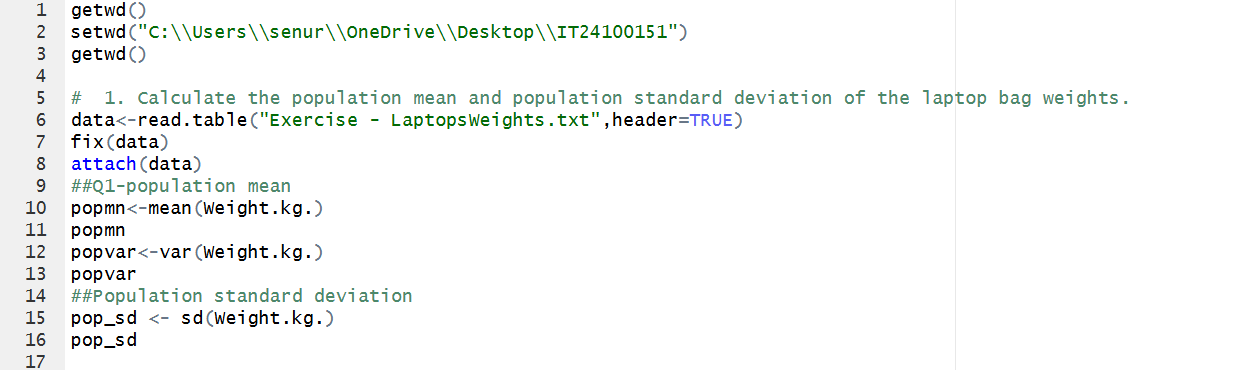 1 getwd()
2 setwd("C:\\Users\\senur\\OneDrive\\Desktop\\IT24100151")
3 getwd()
4
5 #  1. Calculate the population mean and population standard deviation of the laptop bag weights.
6 data<-read.table("Exercise - LaptopsWeights.txt",header=TRUE)
7 fix(data)
8 attach(data)
9 ##Q1-population mean
10 popmn<-mean(Weight.kg.)
11 popmn
12 popvar<-var(Weight.kg.)
13 popvar
14 ##Population standard deviation
15 pop_sd <- sd(Weight.kg.)
16 pop_sd
17